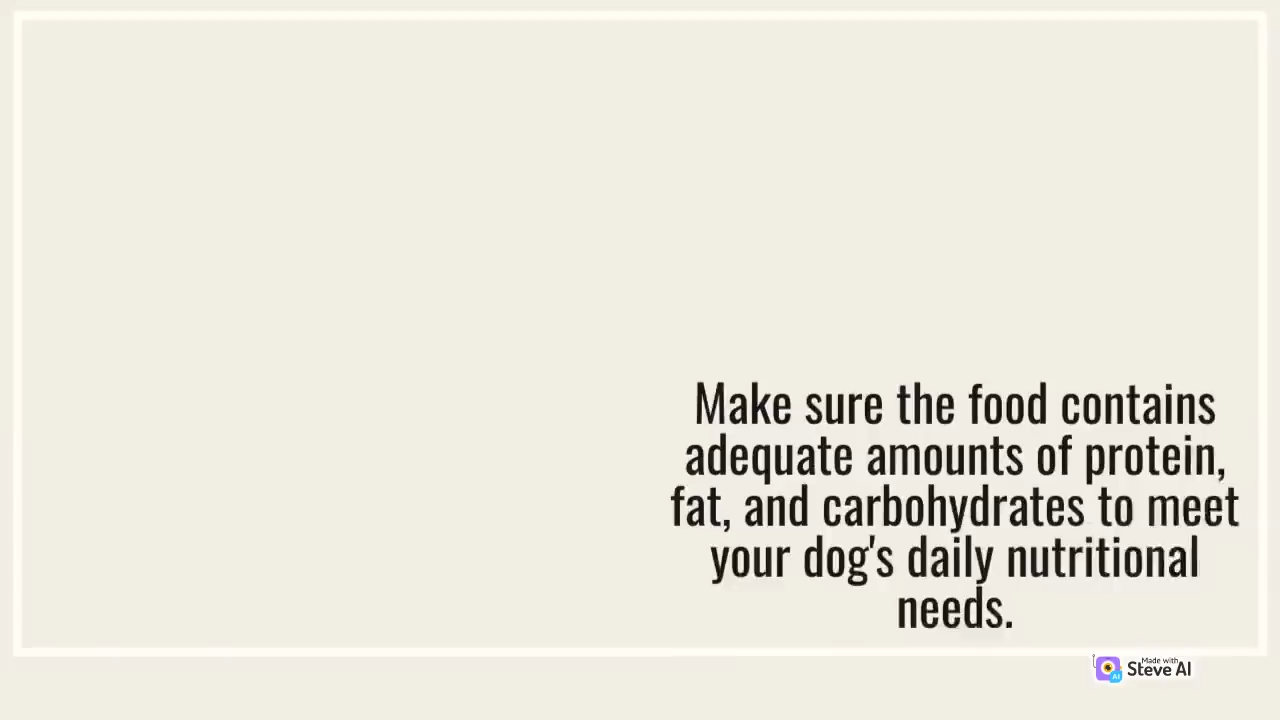 Make sure the food contains
adequate amounts of protein,
fat, and carbohydrates to meet
your dog's daily nutritional
needs.
Made with
Steve AI
AI